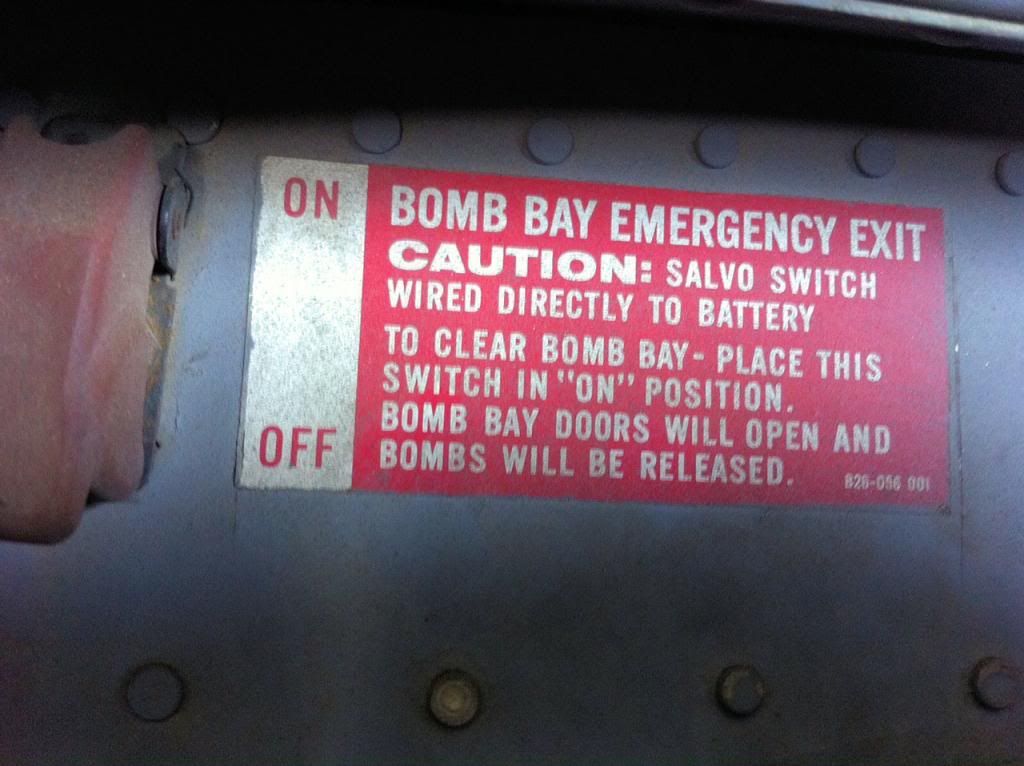 ON
BOMB BAY EMERGENCY EXIT
CAUTION: SALVO SWITCH
WIRED DIRECTLY TO BATTERY
TO CLEAR BOMB BAY - PLACE THIS
SWITCH IN "ON" POSITION.
BOMB BAY DOORS WILL OPEN AND
BOMBS WILL BE RELEASED.
OFF
B26-056 001